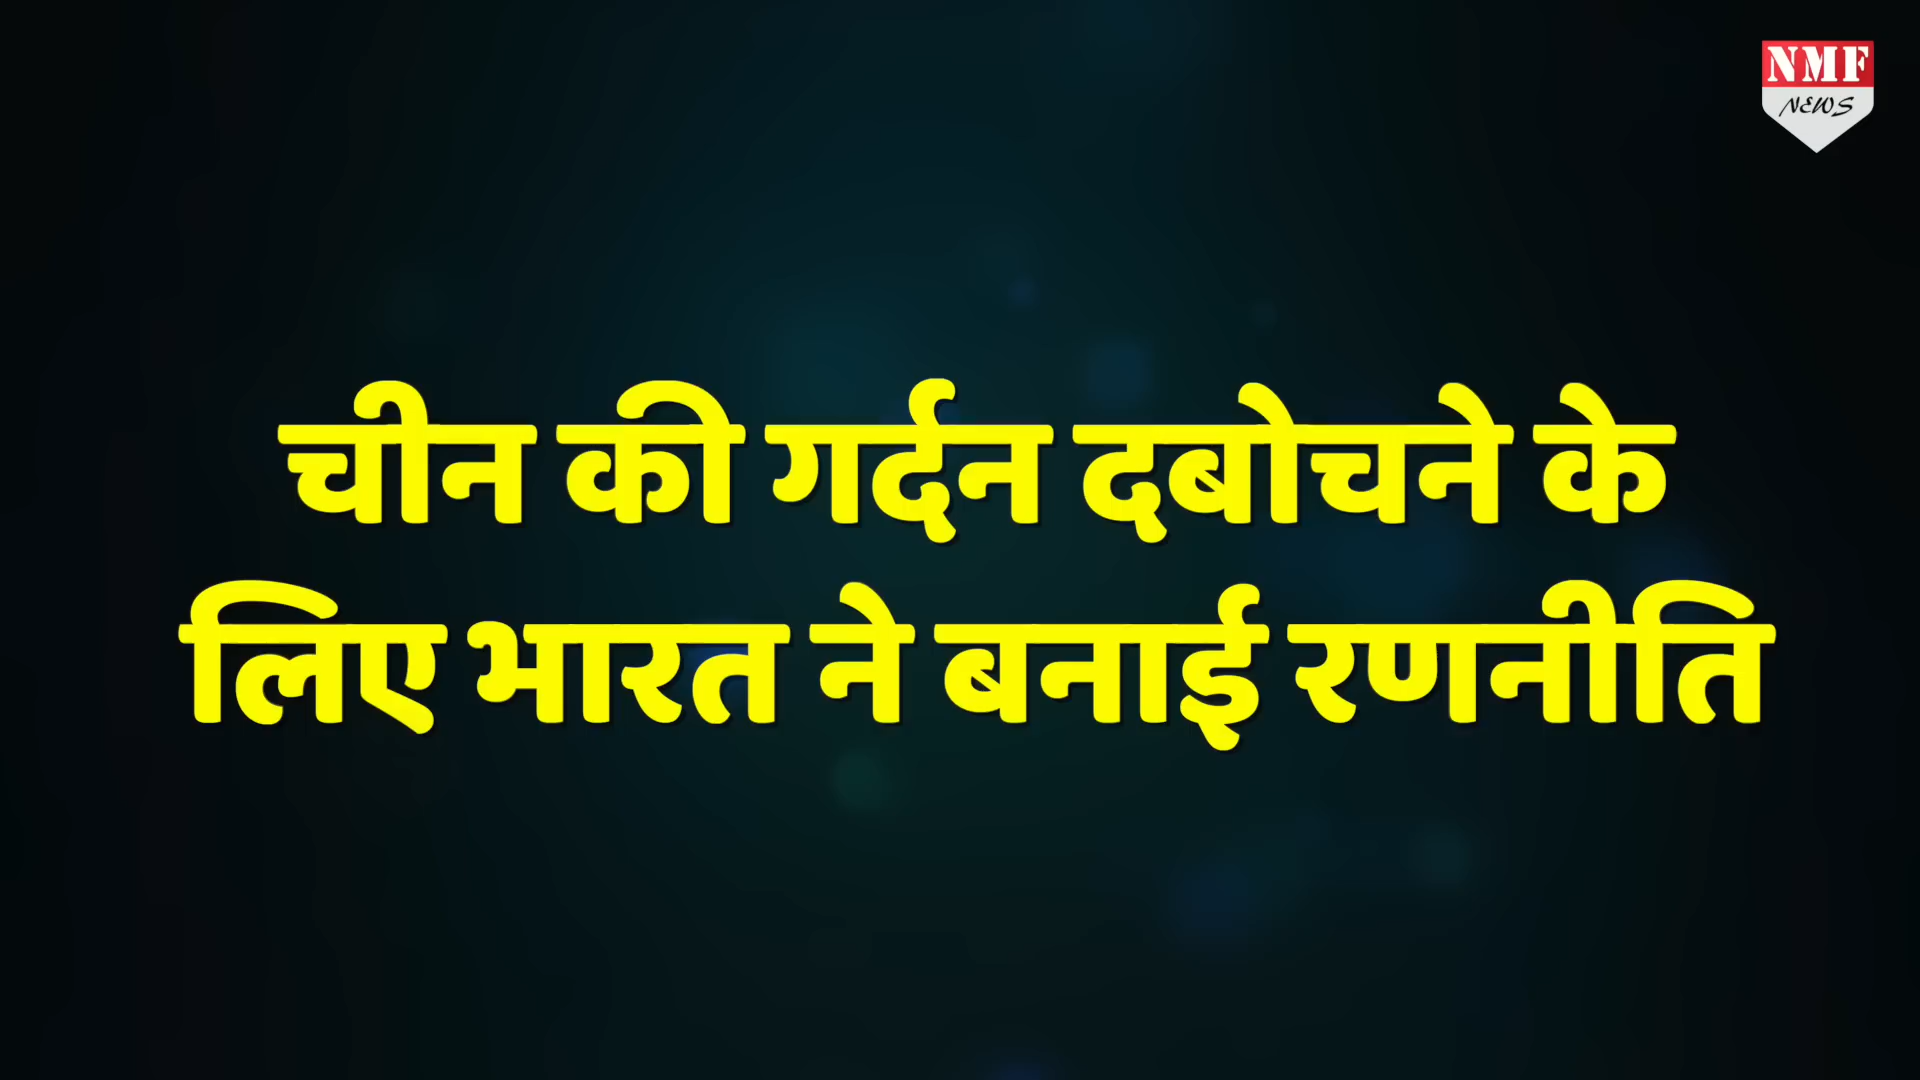 NMF
NEWS
चीन की गर्दन दबोचने के
लिए भारत ने बनाई रणनीति